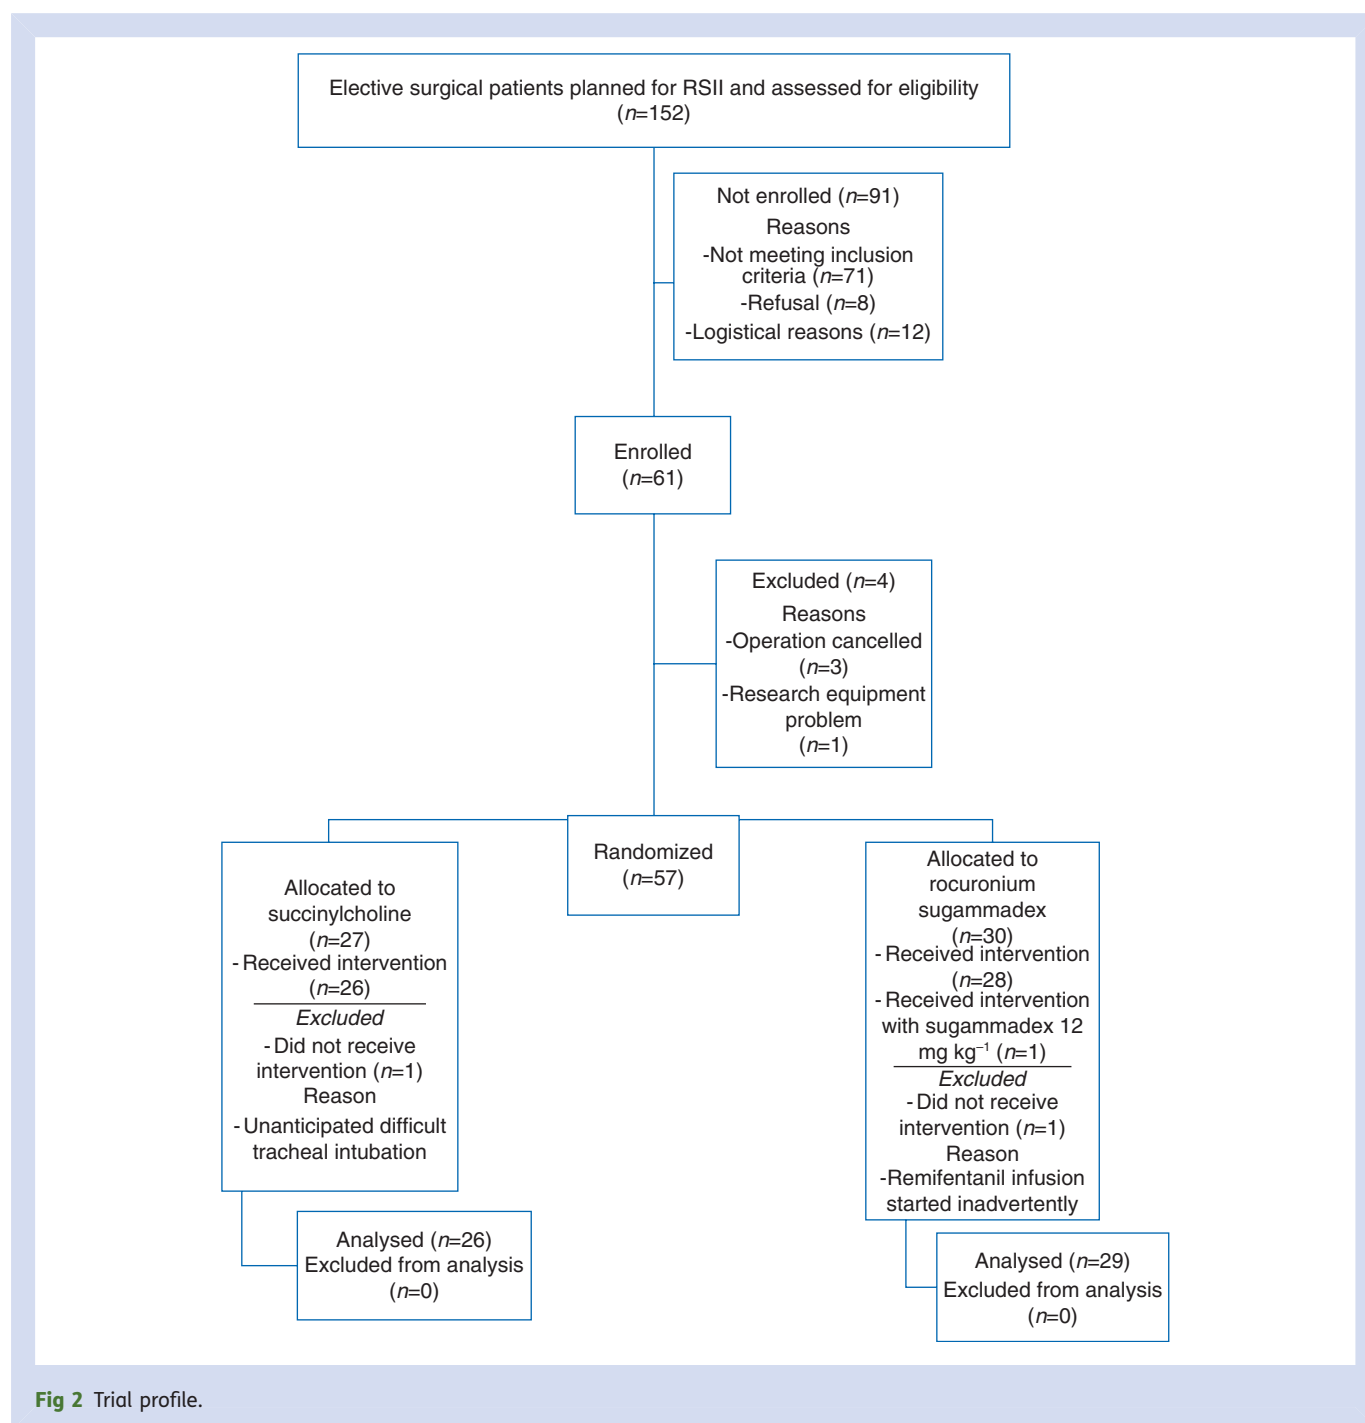 Elective surgical patients planned for RSII and assessed for eligibility
(n=152)
Not enrolled (n=91)
Reasons
-Not meeting inclusion
criteria (n=71)
-Refusal (n=8)
-Logistical reasons (n=12)
Enrolled
(n=61)
Excluded (n=4)
Reasons
-Operation cancelled
(n=3)
-Research equipment
problem
(n=1)
Randomized
(n=57)
Allocated to
succinylcholine
(n=27)
- Received intervention
(n=26)
Excluded
- Did not receive
intervention (n=1)
Reason
- Unanticipated difficult
tracheal intubation
Analysed (n=26)
Excluded from analysis
(n=0)
Allocated to
rocuronium
sugammadex
(n=30)
- Received intervention
(n=28)
- Received intervention
with sugammadex 12
mg kg⁻¹ (n=1)
Excluded
- Did not receive
intervention (n=1)
Reason
-Remifentanil infusion
started inadvertently
Analysed (n=29)
Excluded from analysis
(n=0)
Fig 2 Trial profile.